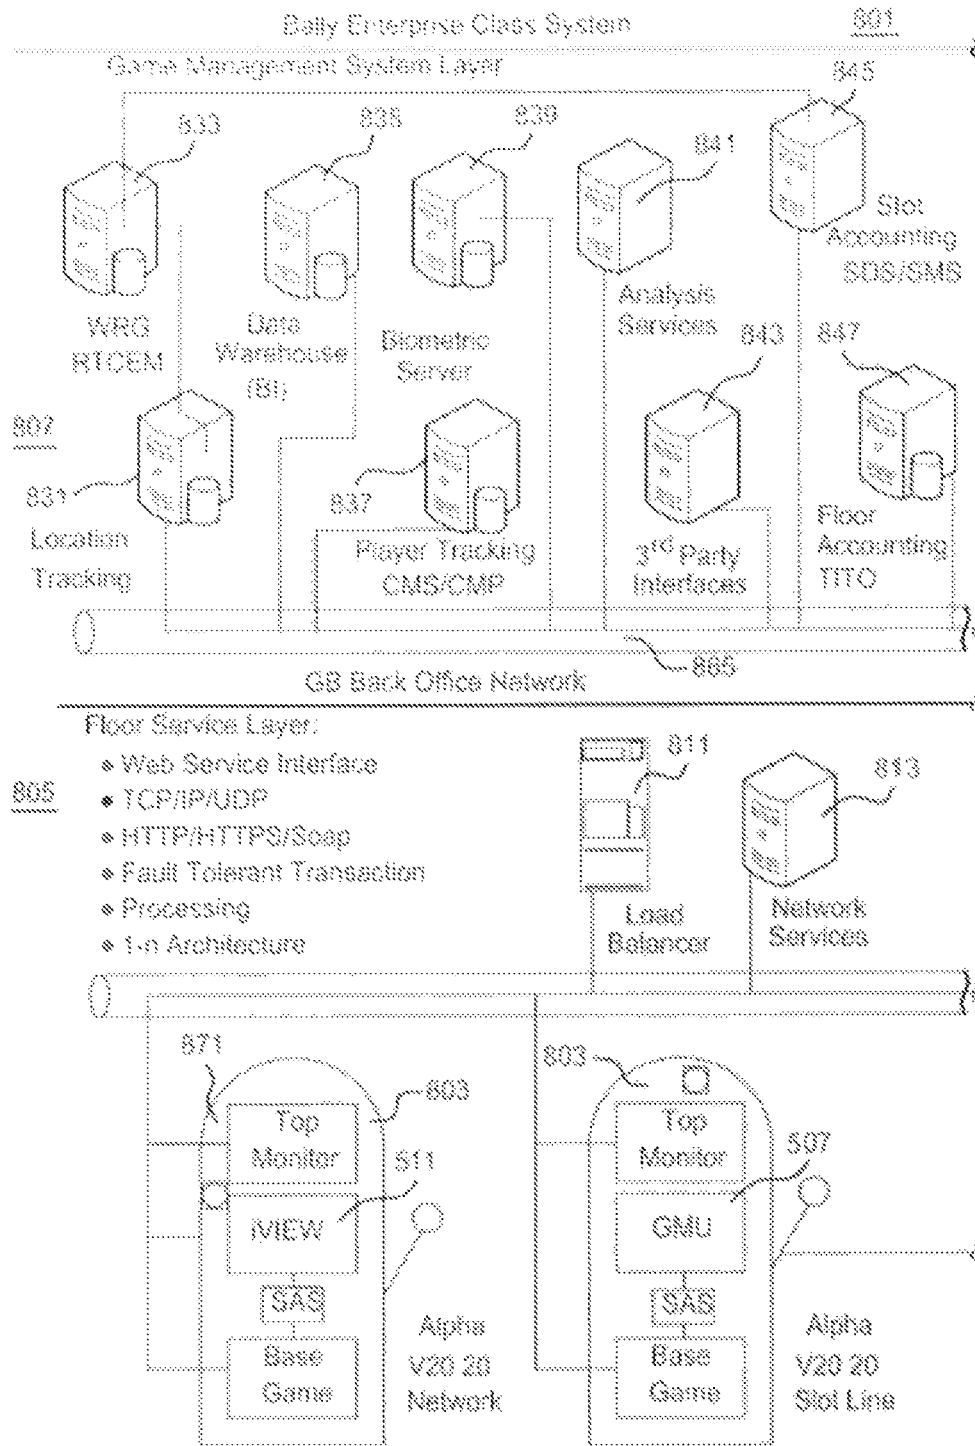 Bally Enterprise Class System
801
Game Management System Layer
845
833
835
839
841
Slot
Accounting
SDS/SMS
WRG
RTCEM
Data
Warehouse
(BI)
Biometric
Server
Analysis
Services
843
847
802
831
837
Location
Tracking
Player Tracking
CMS/CMP
3rd Party
Interfaces
Floor
Accounting
TITO
865
GB Back Office Network
Floor Service Layer:
805
• Web Service Interface
• TCP/IP/UDP
• HTTP/HTTPS/Soap
• Fault Tolerant Transaction
• Processing
• 1-n Architecture
811
813
Load
Balancer
Network
Services
871
803
803
Top
Monitor
Top
Monitor
511
507
iVIEW
GMU
SAS
SAS
Base
Game
Base
Game
Alpha
V20 20
Network
Alpha
V20 20
Slot Line